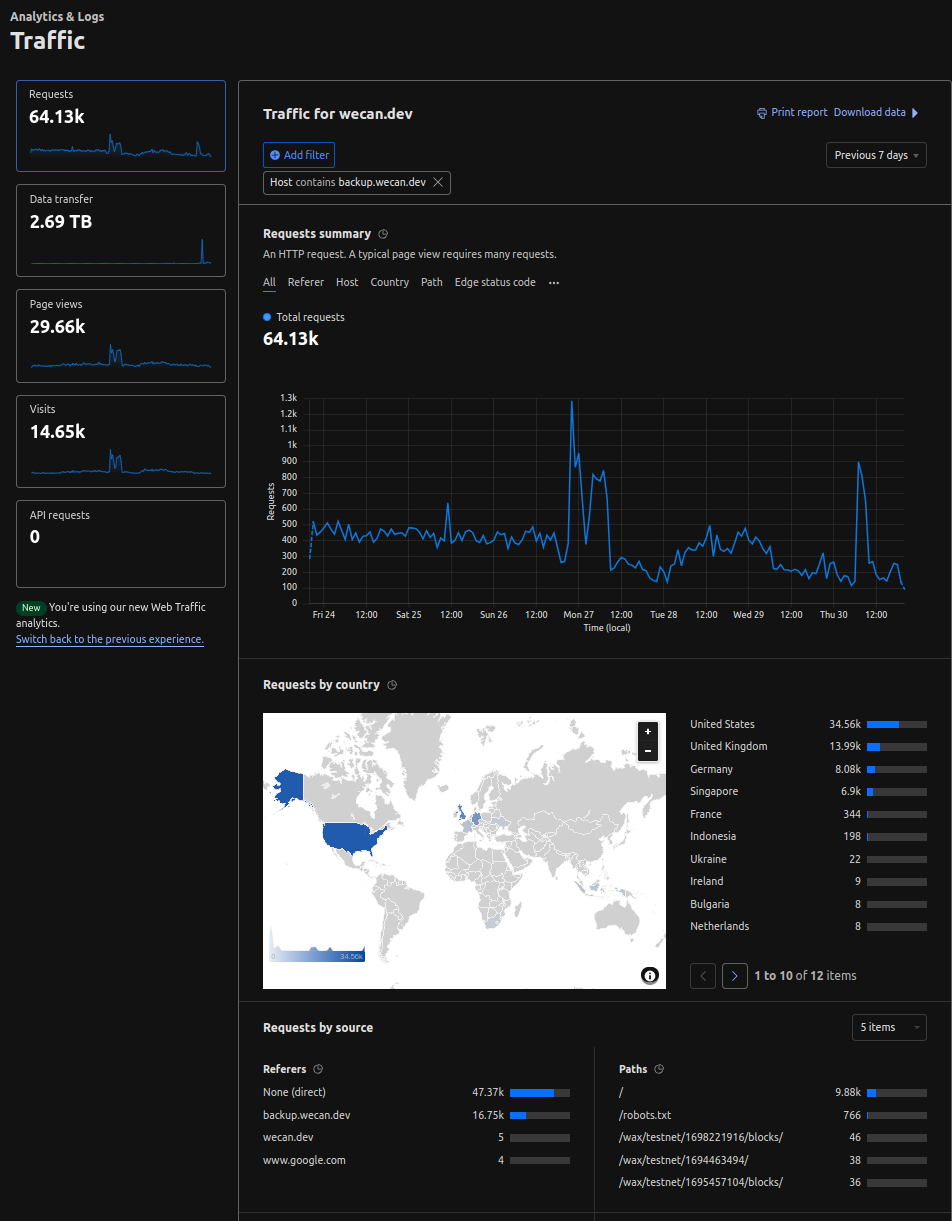 Analytics & Logs
Traffic
Requests
64.13k
Data transfer
2.69 TB
Page views
29.66k
Visits
14.65k
API requests
0
New You're using our new Web Traffic
analytics.
Switch back to the previous experience.
Traffic for wecan.dev
Print report Download data
Add filter
Previous 7 days
Host contains backup.wecan.dev
Requests summary
An HTTP request. A typical page view requires many requests.
All Referer Host Country Path Edge status code ...
Total requests
64.13k
1.3k
1.2k
1.1k
1k
900
800
700
600
500
400
300
200
100
0
Requests
Fri 24 12:00 Sat 25 12:00 Sun 26 12:00 Mon 27 12:00 Tue 28 12:00 Wed 29 12:00 Thu 30 12:00
Time (local)
Requests by country
+
−
0 34.56k
United States 34.56k
United Kingdom 13.99k
Germany 8.08k
Singapore 6.9k
France 344
Indonesia 198
Ukraine 22
Ireland 9
Bulgaria 8
Netherlands 8
1 to 10 of 12 items
Requests by source
5 items
Referers
None (direct) 47.37k
backup.wecan.dev 16.75k
wecan.dev 5
www.google.com 4
Paths
/ 9.88k
/robots.txt 766
/wax/testnet/1698221916/blocks/ 46
/wax/testnet/1694463494/ 38
/wax/testnet/1695457104/blocks/ 36